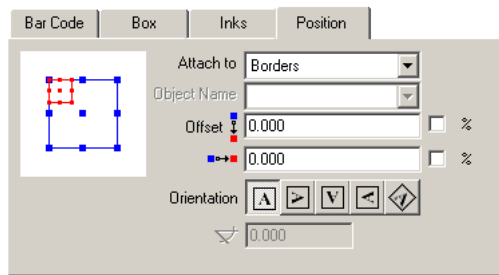 Bar Code Box Inks Position
Attach to Borders
Object Name
Offset 0.000 %
0.000 %
Orientation A A V A A
0.000